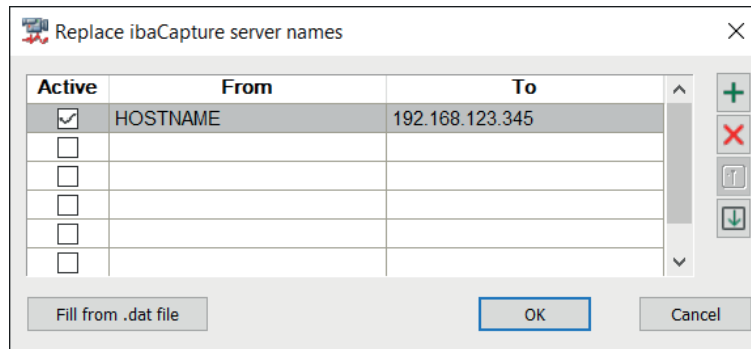 Replace ibaCapture server names
Active From To
HOSTNAME 192.168.123.345
Fill from .dat file OK Cancel